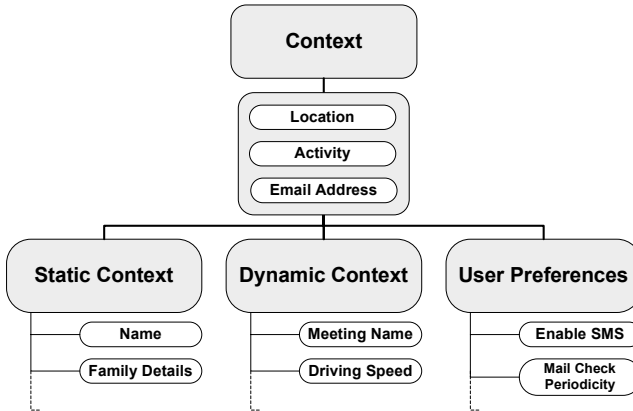 Context
Location
Activity
Email Address
Static Context
Dynamic Context
User Preferences
Name
Meeting Name
Enable SMS
Family Details
Driving Speed
Mail Check
Periodicity